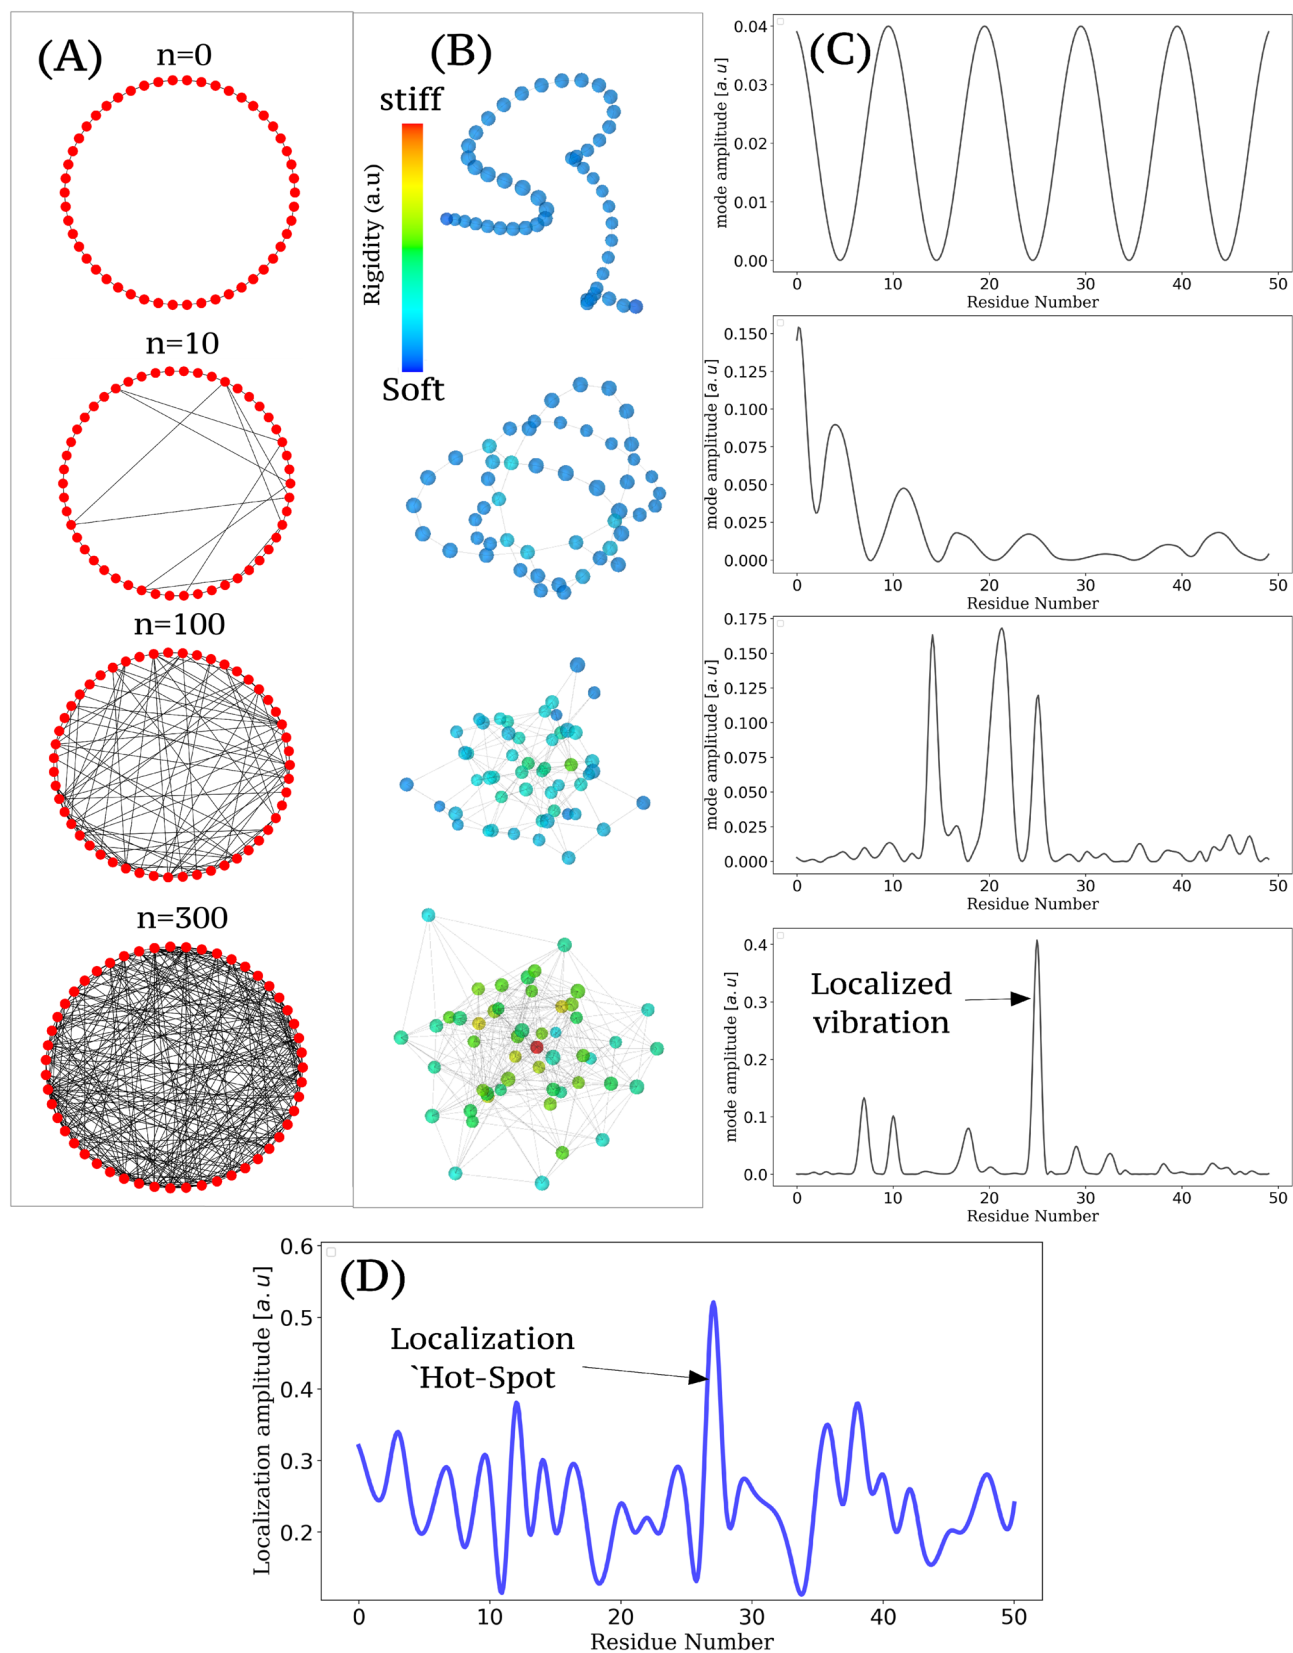 (A)
n=0
n=10
n=100
n=300
(B)
stiff
Rigidity (a.u)
Soft
(C)
mode amplitude [a.u]
0.04
0.03
0.02
0.01
0.00
0 10 20 30 40 50
Residue Number
mode amplitude [a.u]
0.150
0.125
0.100
0.075
0.050
0.025
0.000
0 10 20 30 40 50
Residue Number
mode amplitude [a.u]
0.175
0.150
0.125
0.100
0.075
0.050
0.025
0.000
0 10 20 30 40 50
Residue Number
mode amplitude [a.u]
0.4
0.3
0.2
0.1
0.0
Localized
vibration
0 10 20 30 40 50
Residue Number
(D)
Localization amplitude [a.u]
0.6
0.5
0.4
0.3
0.2
Localization
`Hot-Spot
0 10 20 30 40 50
Residue Number